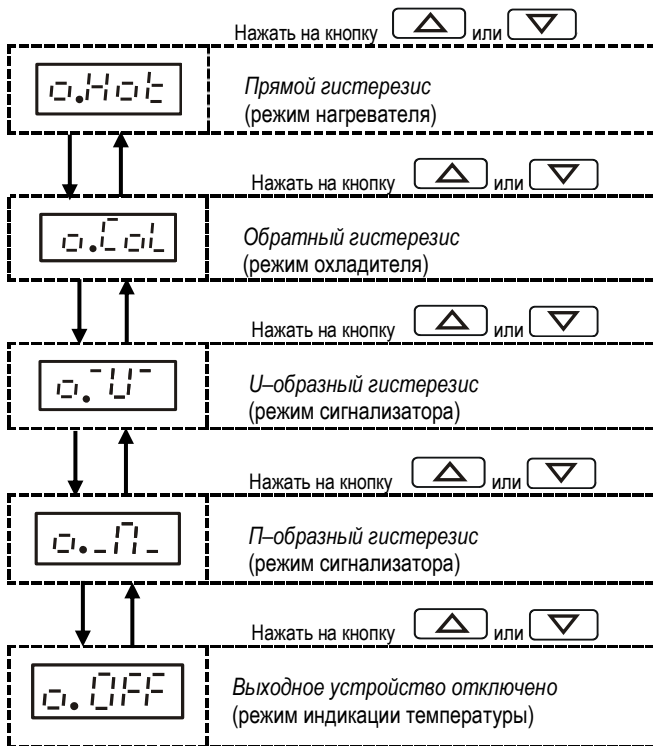 Нажать на кнопку или
o.Hot
Прямой гистерезис
(режим нагревателя)
Нажать на кнопку или
o.CoL
Обратный гистерезис
(режим охладителя)
Нажать на кнопку или
o.¯U¯
U–образный гистерезис
(режим сигнализатора)
Нажать на кнопку или
o._П_
П–образный гистерезис
(режим сигнализатора)
Нажать на кнопку или
o.OFF
Выходное устройство отключено
(режим индикации температуры)